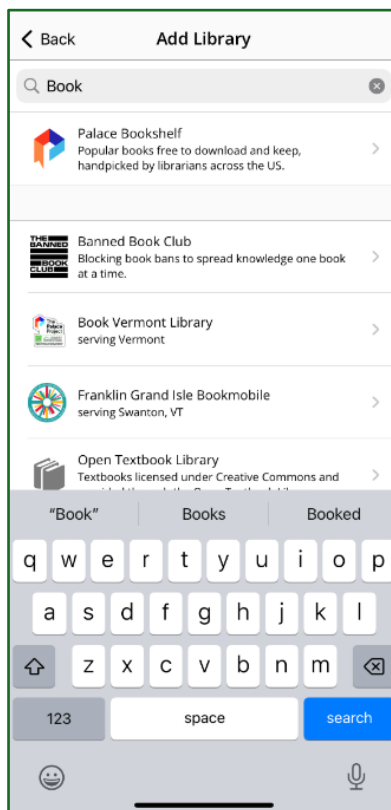 Back
Add Library
Book
Palace Bookshelf
Popular books free to download and keep,
handpicked by librarians across the US.
THE
BANNED
BOOK
CLUB
Banned Book Club
Blocking book bans to spread knowledge one book
at a time.
The
Palace
Project
Book Vermont Library
serving Vermont
Franklin Grand Isle Bookmobile
serving Swanton, VT
Open Textbook Library
Textbooks licensed under Creative Commons and
"Book"
Books
Booked
q w e r t y u i o p
a s d f g h j k l
z x c v b n m
123
space
search